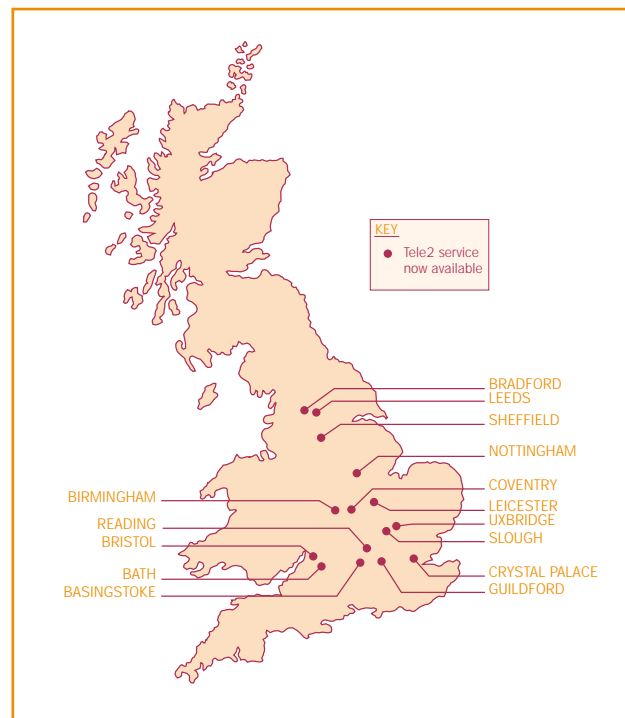 KEY
Tele2 service
now available
BRADFORD
LEEDS
SHEFFIELD
NOTTINGHAM
COVENTRY
LEICESTER
UXBRIDGE
SLOUGH
CRYSTAL PALACE
GUILDFORD
BIRMINGHAM
READING
BRISTOL
BATH
BASINGSTOKE